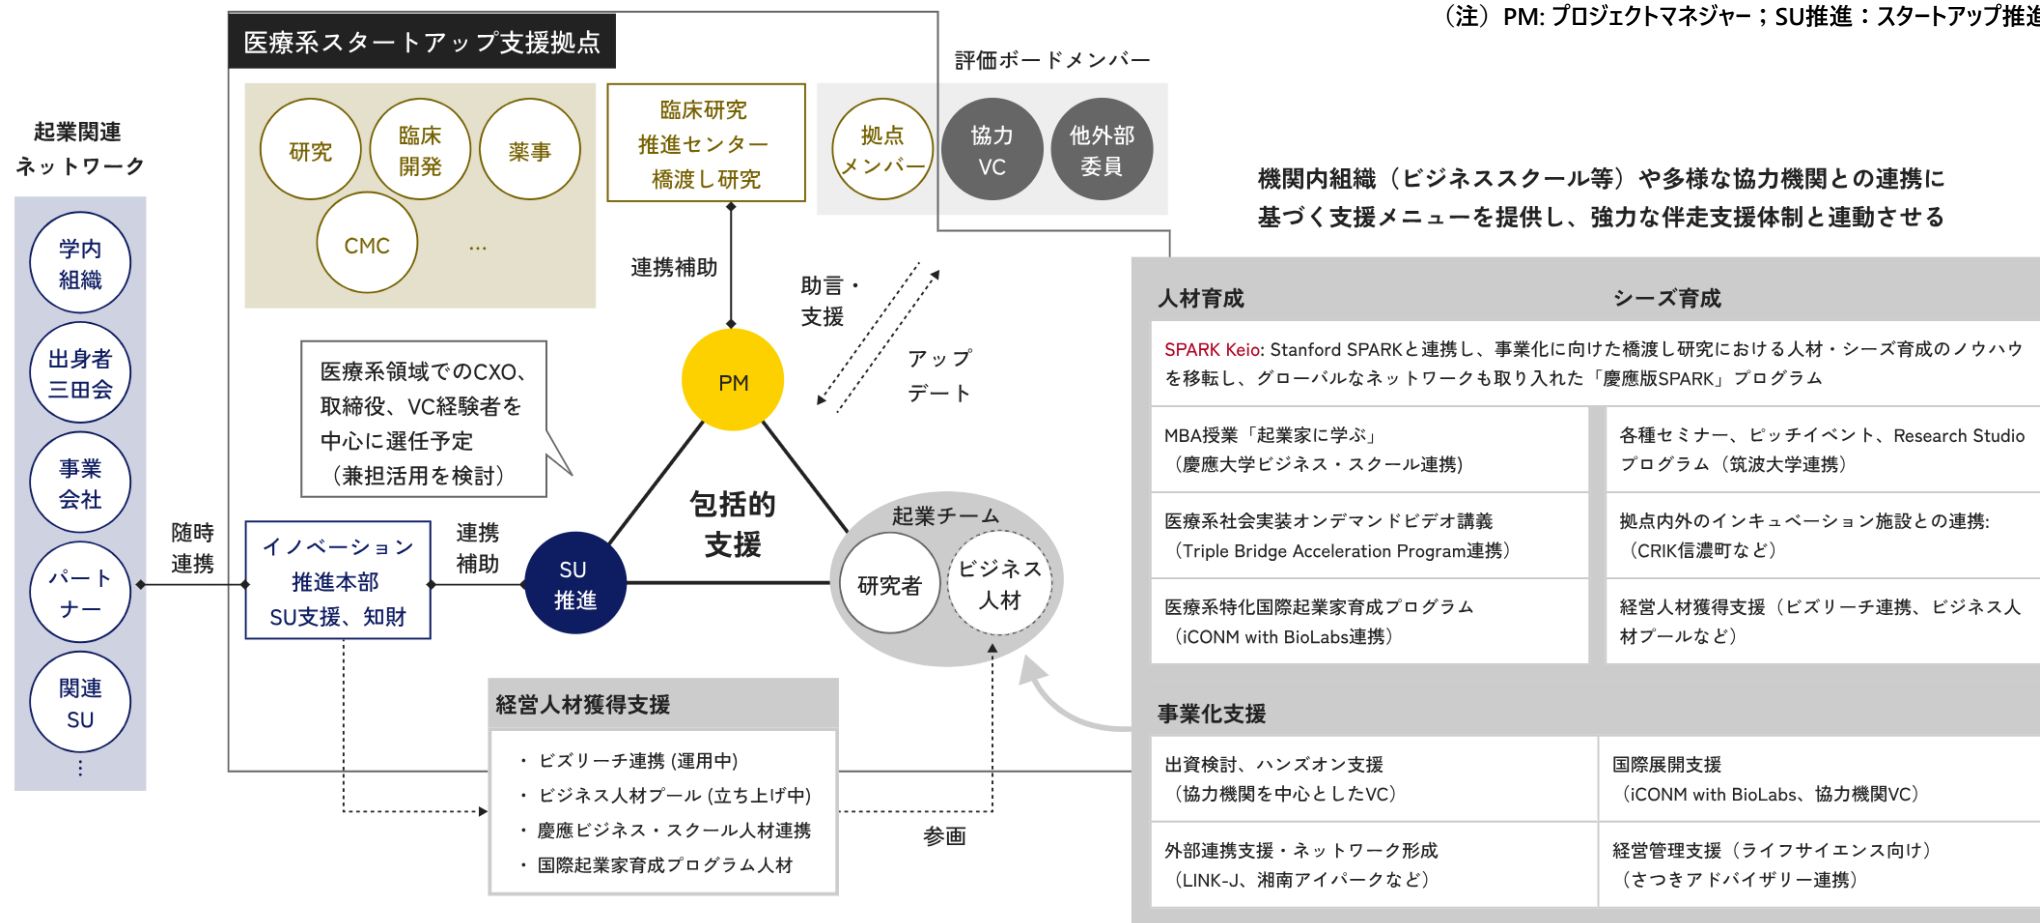 （注）PM: プロジェクトマネジャー；SU推進：スタートアップ推進
医療系スタートアップ支援拠点
評価ボードメンバー
起業関連
ネットワーク
学内
組織
出身者
三田会
事業
会社
パート
ナー
関連
SU
⋮
研究
臨床
開発
薬事
CMC
…
臨床研究
推進センター
橋渡し研究
拠点
メンバー
協力
VC
他外部
委員
連携補助
助言・
支援
アップ
デート
医療系領域でのCXO、
取締役、VC経験者を
中心に選任予定
（兼担活用を検討）
PM
包括的
支援
SU
推進
起業チーム
研究者
ビジネス
人材
随時
連携
イノベーション
推進本部
SU支援、知財
連携
補助
経営人材獲得支援
・ ビズリーチ連携 (運用中)
・ ビジネス人材プール (立ち上げ中)
・ 慶應ビジネス・スクール人材連携
・ 国際起業家育成プログラム人材
参画
機関内組織（ビジネススクール等）や多様な協力機関との連携に
基づく支援メニューを提供し、強力な伴走支援体制と連動させる
人材育成
シーズ育成
SPARK Keio: Stanford SPARKと連携し、事業化に向けた橋渡し研究における人材・シーズ育成のノウハウ
を移転し、グローバルなネットワークも取り入れた「慶應版SPARK」プログラム
MBA授業「起業家に学ぶ」
（慶應大学ビジネス・スクール連携)
各種セミナー、ピッチイベント、Research Studio
プログラム（筑波大学連携）
医療系社会実装オンデマンドビデオ講義
（Triple Bridge Acceleration Program連携）
拠点内外のインキュベーション施設との連携:
（CRIK信濃町など）
医療系特化国際起業家育成プログラム
（iCONM with BioLabs連携）
経営人材獲得支援（ビズリーチ連携、ビジネス人
材プールなど）
事業化支援
出資検討、ハンズオン支援
（協力機関を中心としたVC）
国際展開支援
（iCONM with BioLabs、協力機関VC）
外部連携支援・ネットワーク形成
（LINK-J、湘南アイパークなど）
経営管理支援（ライフサイエンス向け）
（さつきアドバイザリー連携）